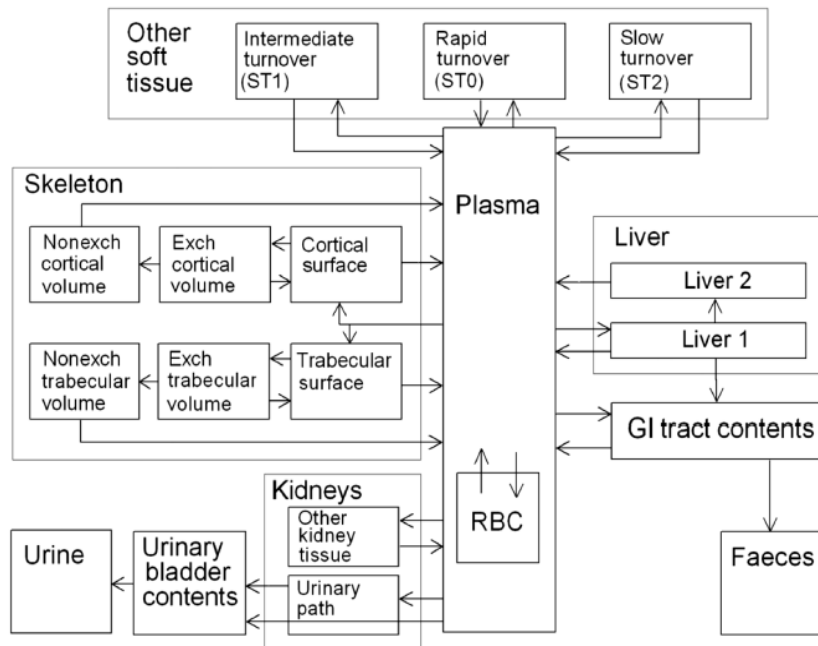 Other
soft
tissue
Intermediate
turnover
(ST1)
Rapid
turnover
(ST0)
Slow
turnover
(ST2)
Skeleton
Plasma
Nonexch
cortical
volume
Exch
cortical
volume
Cortical
surface
Nonexch
trabecular
volume
Exch
trabecular
volume
Trabecular
surface
Liver
Liver 2
Liver 1
GI tract contents
RBC
Kidneys
Other
kidney
tissue
Urinary
path
Urinary
bladder
contents
Urine
Faeces